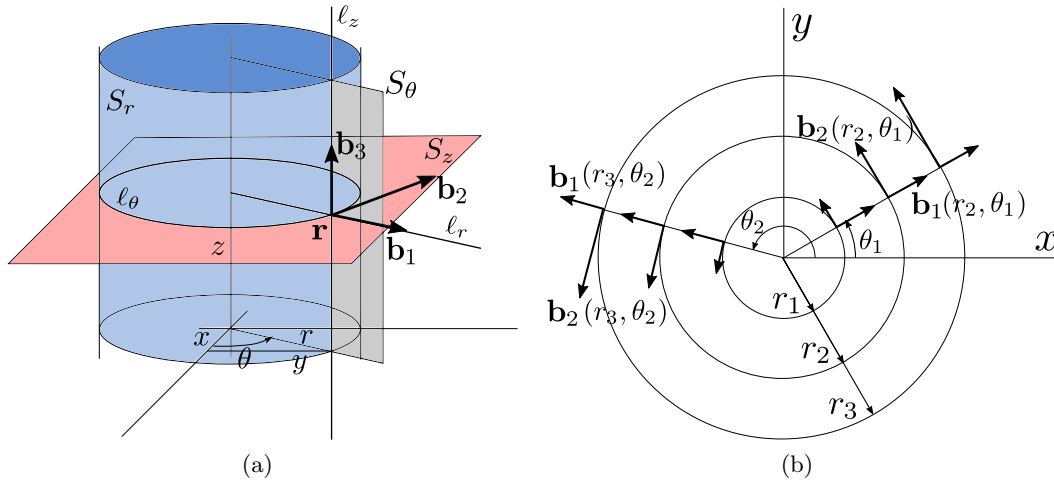 ℓ_z
S_θ
S_r
b_3
S_z
b_2
ℓ_θ
r
ℓ_r
z
b_1
x
r
θ
y
(a)
y
b_2(r_2, θ_1)
b_1(r_3, θ_2)
b_1(r_2, θ_1)
θ_2
θ_1
x
b_2(r_3, θ_2)
r_1
r_2
r_3
(b)